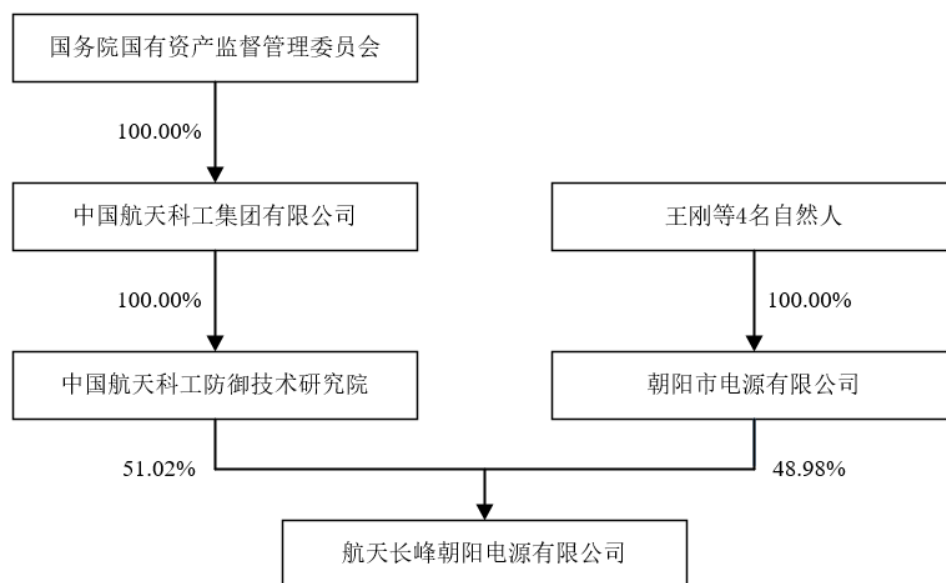 国务院国有资产监督管理委员会
100.00%
中国航天科工集团有限公司
王刚等4名自然人
100.00%
100.00%
中国航天科工防御技术研究院
朝阳市电源有限公司
51.02%
48.98%
航天长峰朝阳电源有限公司